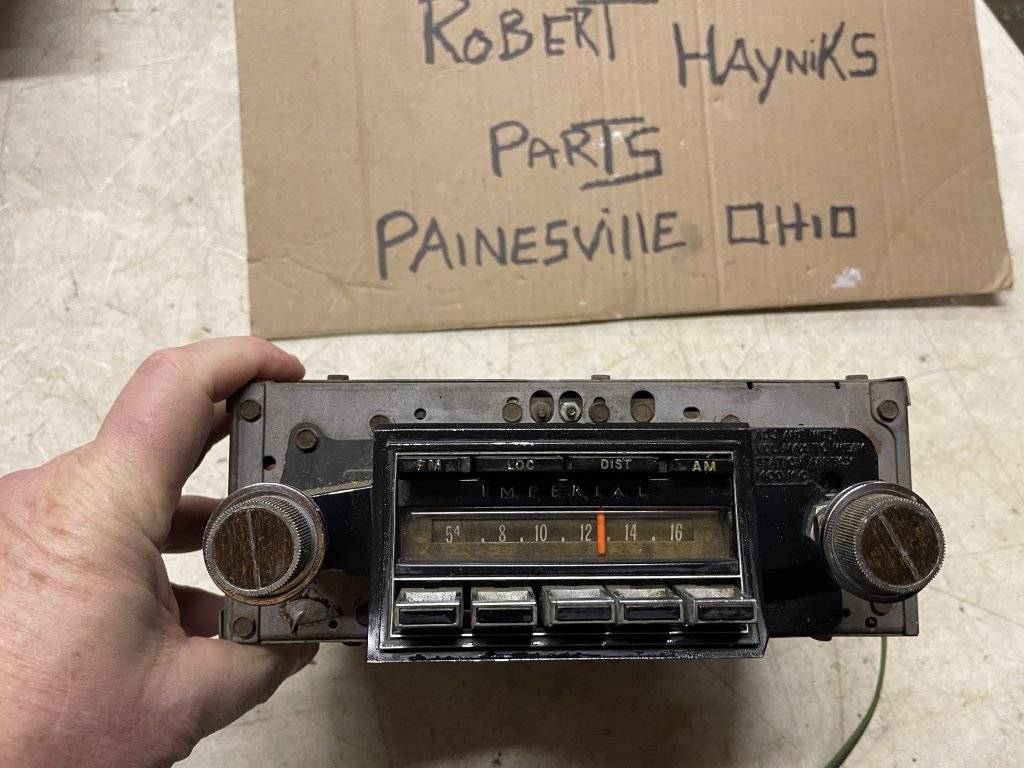 ROBERT HAYNiKS
PARTS
PAiNESVillE OHiO
FM LOC DIST AM
IMPERIAL
54 . 8 . 10 . 12 . 14 . 16